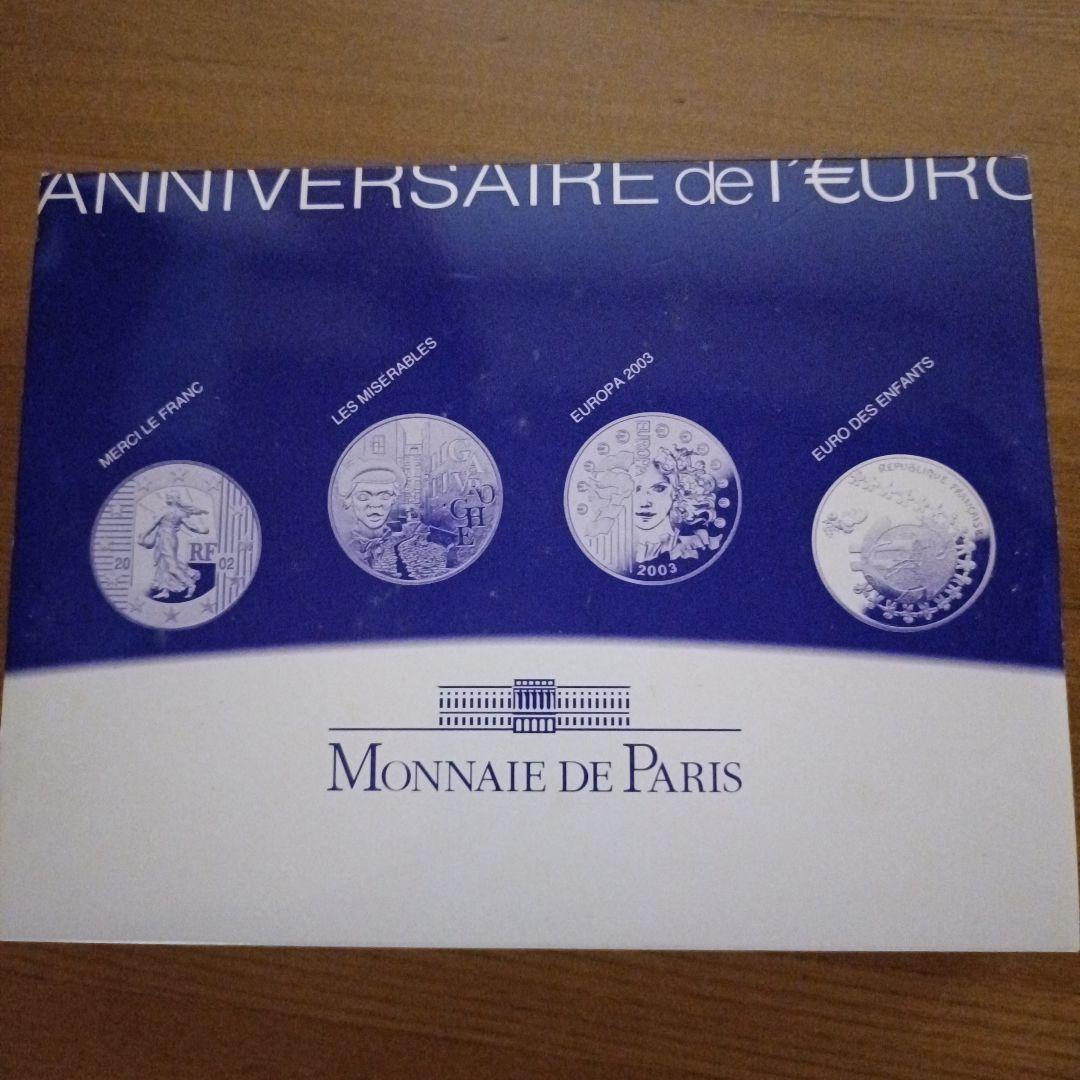 ANNIVERSAIRE de l'€URO
MERCI LE FRANC
LES MISÉRABLES
EUROPA 2003
EURO DES ENFANTS
20 RF 02
GAVROCHE
EUROPA
2003
REPUBLIQUE FRANÇAISE
MONNAIE DE PARIS